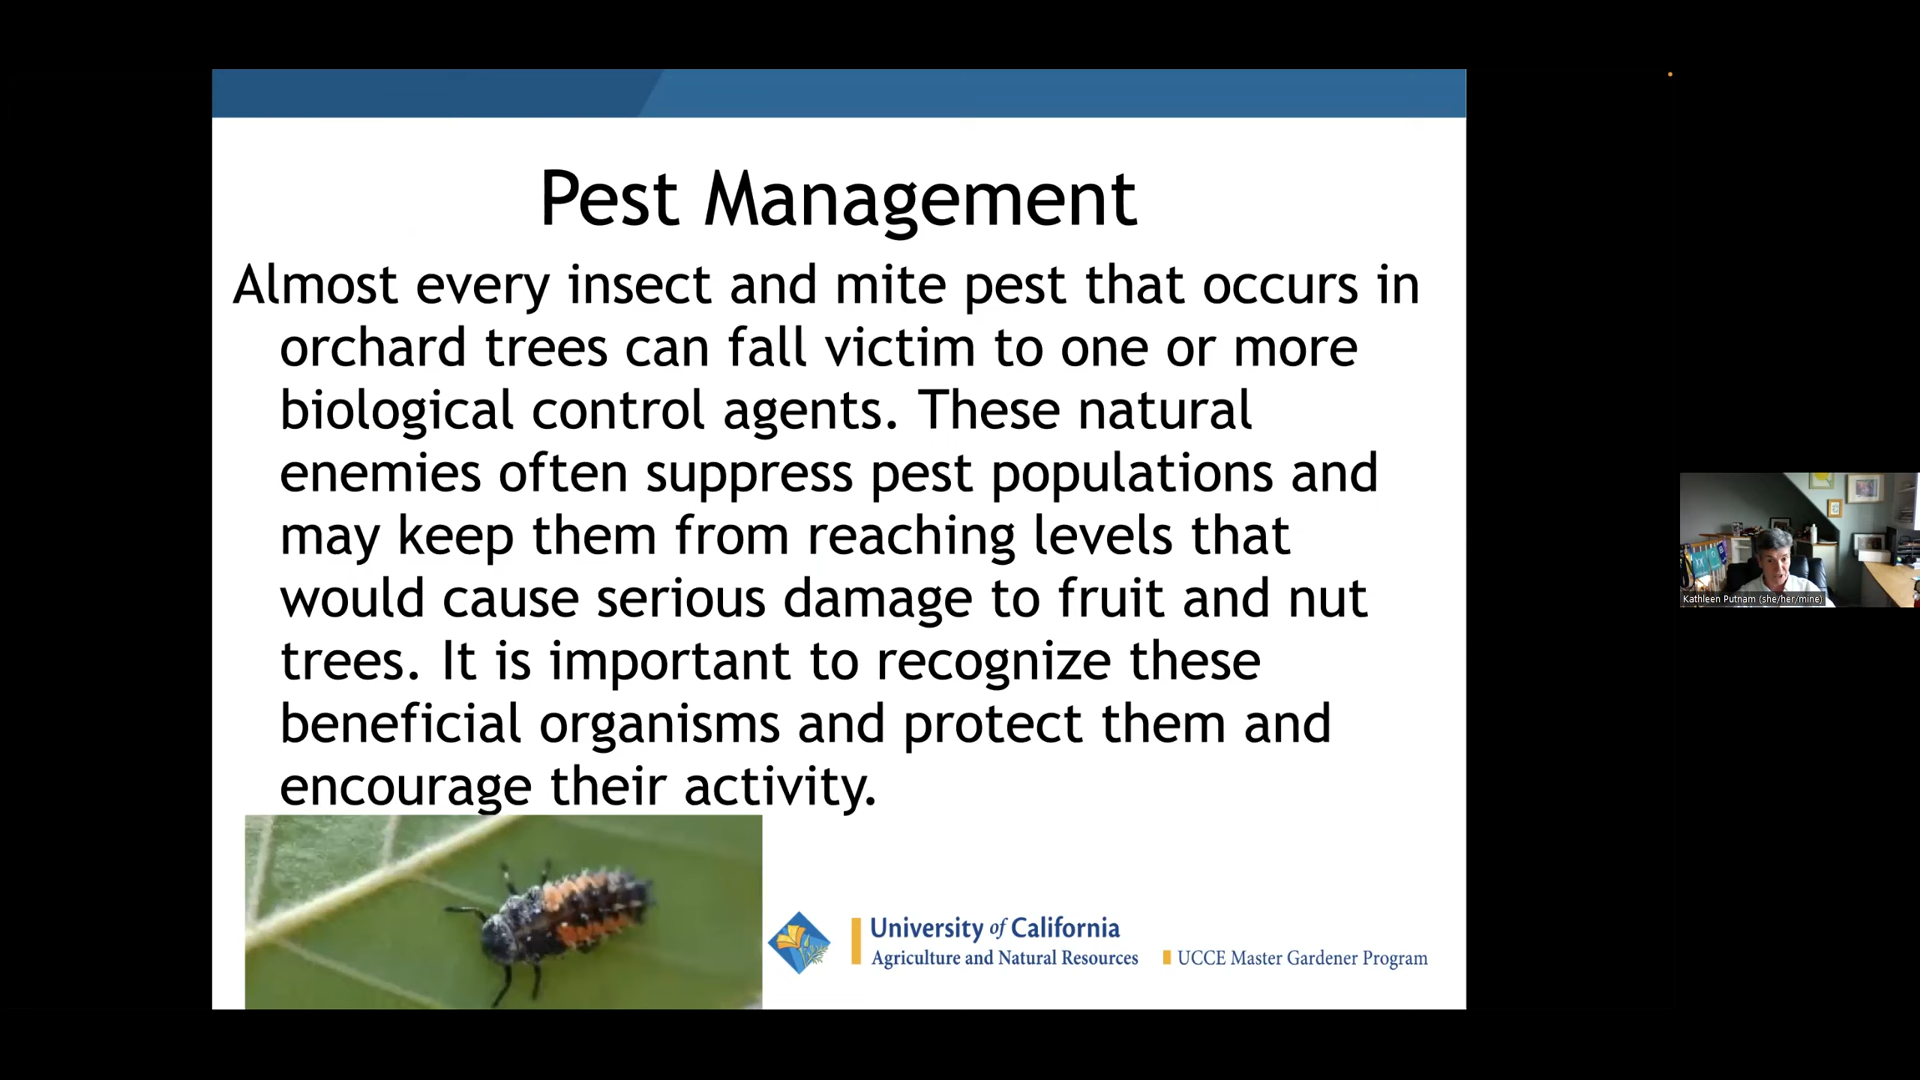 Pest Management
Almost every insect and mite pest that occurs in
orchard trees can fall victim to one or more
biological control agents. These natural
enemies often suppress pest populations and
may keep them from reaching levels that
would cause serious damage to fruit and nut
trees. It is important to recognize these
beneficial organisms and protect them and
encourage their activity.
University of California
Agriculture and Natural Resources
UCCE Master Gardener Program
Kathleen Putnam (she/her/mine)